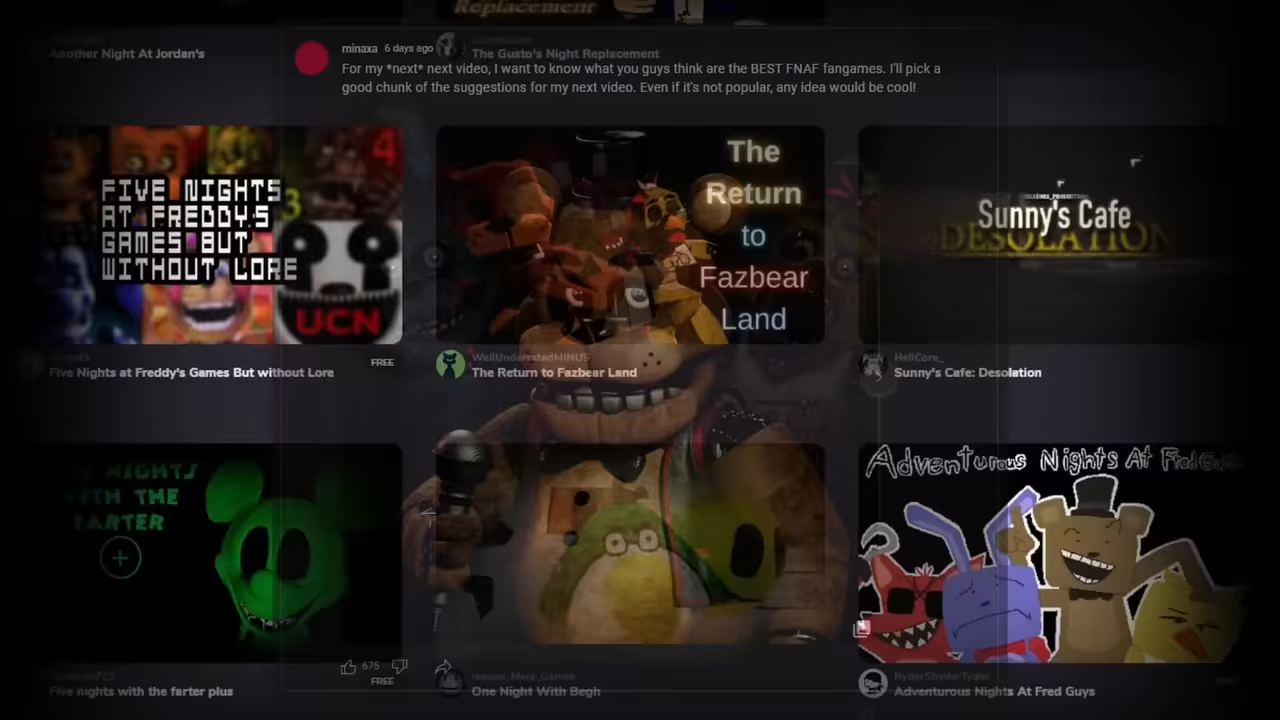 Replacement
Another Night At Jordan's
The Gusto's Night Replacement
minaxa 6 days ago
For my *next* next video, I want to know what you guys think are the BEST FNAF fangames. I'll pick a
good chunk of the suggestions for my next video. Even if it's not popular, any idea would be cool!
FIVE NIGHTS
AT FREDDY'S
GAMES BUT
WITHOUT LORE
3
4
UCN
The
Return
to
Fazbear
Land
Sunny's Cafe
DESOLATION
FREE
Five Nights at Freddy's Games But without Lore
WellUnderratedMINUS
The Return to Fazbear Land
HeliCore_
Sunny's Cafe: Desolation
NIGHTS
WITH THE
FARTER
Adventurous Nights At Fred Guys
675
FREE
Five nights with the farter plus
One Night With Begh
RyderShyderTyder
Adventurous Nights At Fred Guys